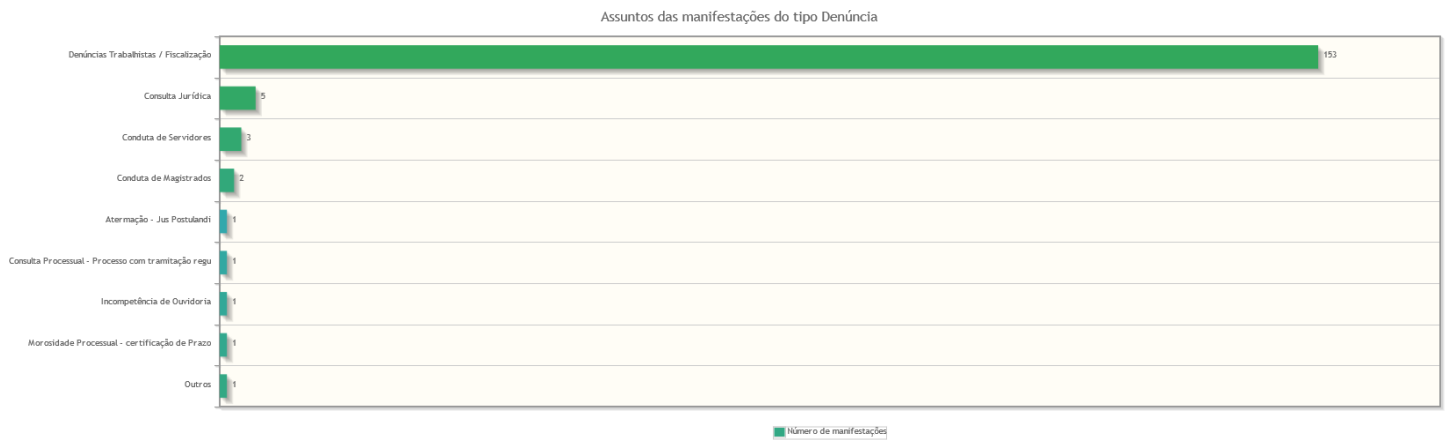 Assuntos das manifestações do tipo Denúncia
Denúncias Trabalhistas / Fiscalização
153
Consulta Jurídica
5
Conduta de Servidores
3
Conduta de Magistrados
2
Atermação - Jus Postulandi
1
Consulta Processual - Processo com tramitação regu
1
Incompetência de Ouvidoria
1
Morosidade Processual - certificação de Prazo
1
Outros
1
Número de manifestações